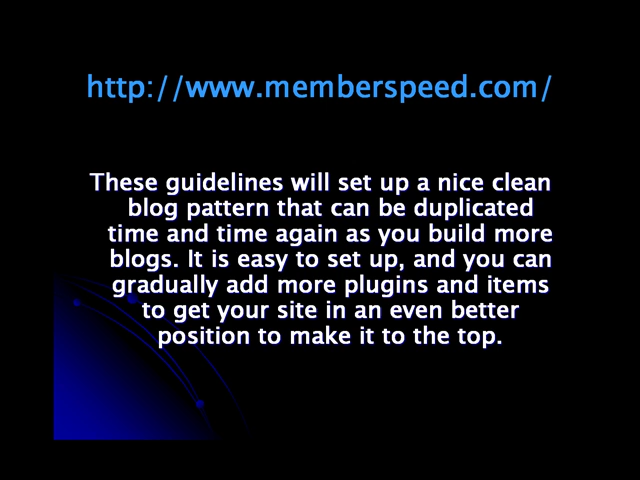 http://www.memberspeed.com/
These guidelines will set up a nice clean
blog pattern that can be duplicated
time and time again as you build more
blogs. It is easy to set up, and you can
gradually add more plugins and items
to get your site in an even better
position to make it to the top.